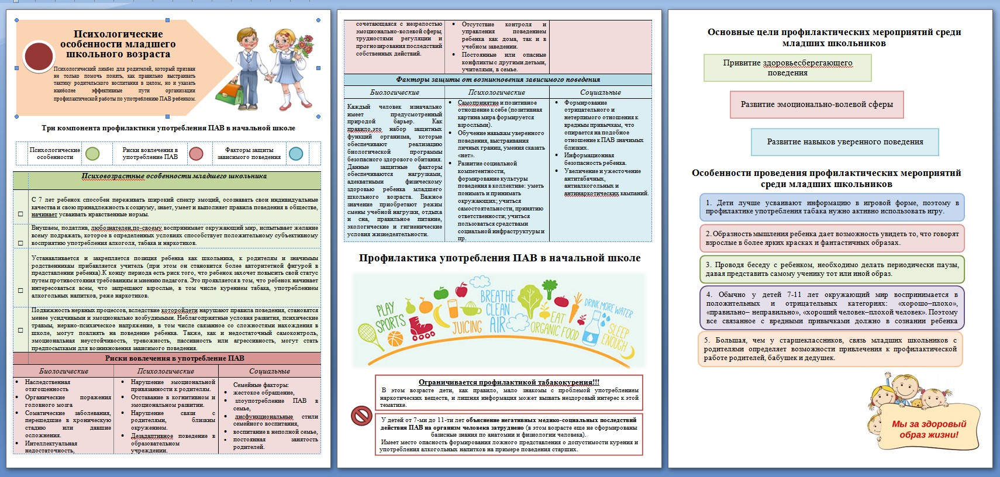 Психологические
особенности младшего
школьного возраста
Психологический ликбез для родителей, который призван
не только помочь понять, как правильно выстраивать
тактику родительского воспитания в целом, но и указать
наиболее эффективные пути организации
профилактической работы по употреблению ПАВ ребенком.
Три компонента профилактики употребления ПАВ в начальной школе
Психологические
особенности
Риски вовлечения в
употребление ПАВ
Факторы защиты
зависимого поведения
Психовозрастные особенности младшего школьника
С 7 лет ребенок способен переживать широкий спектр эмоций, осознавать свои индивидуальные
качества и свою принадлежность к социуму, знает, умеет и выполняет правила поведения в обществе,
начинает усваивать нравственные нормы.
Внушаем, податлив, любознателен,по-своему воспринимает окружающий мир, испытывает желание
всему подражать, которое в определенных условиях способствует положительному субъективному
восприятию употребления алкоголя, табака и наркотиков.
Устанавливается и закрепляется позиция ребенка как школьника, к родителям и значимым
родственникам прибавляется учитель (при этом он становится более авторитетной фигурой в
представлении ребенка).К концу периода есть риск того, что ребенок захочет повысить свой статус
путем противостояния требованиям и мнению педагога. Это проявляется в том, что ребенок начинает
интересоваться всем, что запрещают взрослые, в том числе курением табака, употреблением
алкогольных напитков, реже наркотиков.
Подвижность нервных процессов, вследствие которойдети нарушают правила поведения, становятся
менее усидчивыми и эмоционально возбудимыми. Неблагоприятные условия развития, психические
травмы, нервно-психическое напряжение, в том числе связанное со сложностями нахождения в
школе, могут повлиять на поведение ребенка. Также, как и недостаточный самоконтроль,
эмоциональная неустойчивость, тревожность, пассивность или агрессивность, могут стать
предпосылками для возникновения зависимого поведения.
Риски вовлечения в употребление ПАВ
Биологические
Психологические
Социальные
• Наследственная
отягощенность
• Органические поражения
головного мозга
• Соматические заболевания,
перешедшие в хроническую
стадию или давшие
осложнения.
• Интеллектуальная
недостаточность,
• Нарушение эмоциональной
привязанности к родителям.
• Отставание в когнитивном и
эмоциональном развитии.
• Нарушение связи с
родителями, близким
окружением.
• Дезадаптивное поведение в
образовательном
учреждении.
Семейные факторы:
• жестокое обращение,
• злоупотребление ПАВ в
семье,
• дисфункциональные стили
семейного воспитания,
• воспитание в неполной семье,
• постоянная занятость
родителей.
сочетающаяся с незрелостью
эмоционально-волевой сферы,
трудностями регуляции и
прогнозирования последствий
собственных действий.
• Отсутствие контроля и
управления поведением
ребенка как дома, так и в
учебном заведении.
• Постоянные или опасные
конфликты с другими детьми,
учителями, в семье.
Факторы защиты от возникновения зависимого поведения
Биологические
Психологические
Социальные
Каждый человек изначально
имеет предусмотренный
природой барьер. Как
правило,это набор защитных
функций организма, которые
обеспечивают реализацию
биологической программы
безопасного здорового обитания.
Данные защитные факторы
обеспечиваются нагрузками,
адекватными физическому
здоровью ребенка младшего
школьного возраста. Важное
значение приобретают режим
смены учебной нагрузки, отдыха
и сна, правильное питание,
экологические и гигиенические
условия жизнедеятельности.
• Самопринятие и позитивное
отношение к себе (позитивная
картина мира формируется
взрослыми).
• Обучение навыкам уверенного
поведения, выстраивания
личных границ, умения сказать
«нет».
• Развитие социальной
компетентности,
формирование культуры
поведения в коллективе: уметь
понимать и принимать
окружающих; учиться
самостоятельности, принятию
ответственности; учиться
пользоваться средствами
социальной инфраструктуры и
пр.
• Формирование
отрицательного и
нетерпимого отношения к
вредным привычкам, что
опирается на подобное
отношение к ПАВ значимых
близких.
• Информационная
безопасность ребенка.
• Увеличение и ужесточение
антитабачных,
антиалкогольных и
антинаркотических кампаний.
Профилактика употребления ПАВ в начальной школе
PLAY
SPORTS
JUICING
BREATHE
CLEAN
AIR
EAT
ORGANIC FOOD
DRINK MORE WATER
SLEEP
ENOUGH
Ограничивается профилактикой табакокурения!!!
В этом возрасте дети, как правило, мало знакомы с проблемой употреблением
наркотических веществ, и лишняя информация может вызвать нездоровый интерес к этой
тематике.
У детей от 7-ми до 11-ти лет объяснение негативных медико-социальных последствий
действия ПАВ на организм человека затруднено (в этом возрасте еще не сформированы
базисные знания по анатомии и физиологии человека).
Имеет место опасность формирования ложного представления о допустимости курения и
употребления алкогольных напитков на примере поведения старших.
Основные цели профилактических мероприятий среди
младших школьников
Привитие здоровьесберегающего
поведения
Развитие эмоционально-волевой сферы
Развитие навыков уверенного поведения
Особенности проведения профилактических мероприятий
среди младших школьников
1. Дети лучше усваивают информацию в игровой форме, поэтому в
профилактике употребления табака нужно активно использовать игру.
2. Образность мышления ребенка дает возможность увидеть то, что говорят
взрослые в более ярких красках и фантастичных образах.
3. Проводя беседу с ребенком, необходимо делать периодически паузы,
давая представить самому ученику тот или иной образ.
4. Обычно у детей 7-11 лет окружающий мир воспринимается в
положительных и отрицательных категориях: «хорошо–плохо»,
«правильно– неправильно», «хороший человек–плохой человек». Поэтому
все связанное с вредными привычками должно в сознании ребенка
5. Большая, чем у старшеклассников, связь младших школьников с
родителями определяет возможности привлечения к профилактической
работе родителей, бабушек и дедушек.
Мы за здоровый
образ жизни!